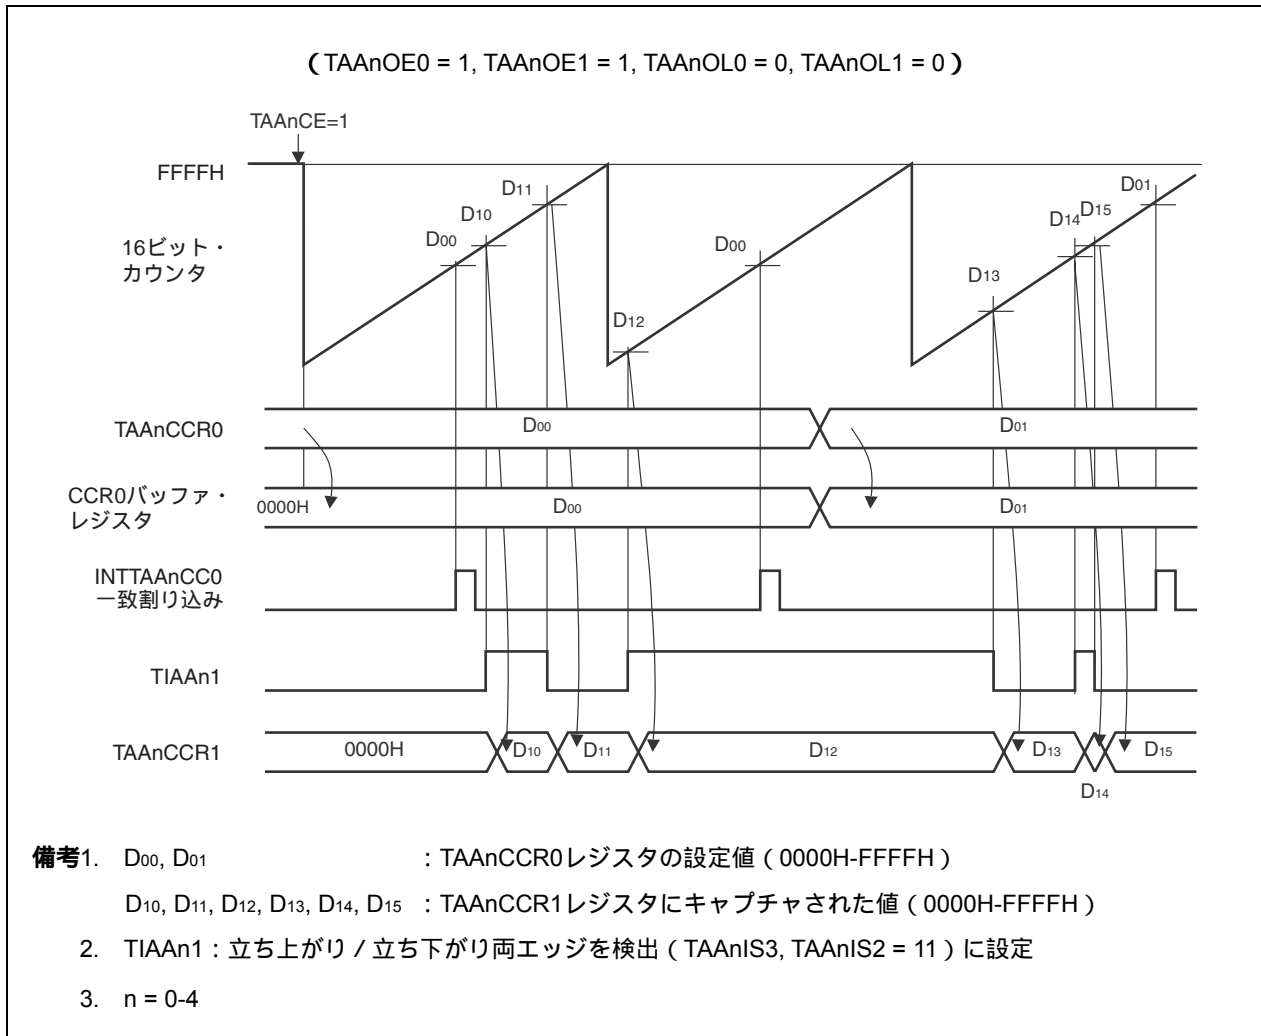 （TAAnOE0 = 1, TAAnOE1 = 1, TAAnOL0 = 0, TAAnOL1 = 0）
TAAnCE=1
FFFFH
16ビット・
カウンタ
D00
D10
D11
D12
D00
D13
D14
D15
D01
TAAnCCR0
D00
D01
CCR0バッファ・
レジスタ
0000H
D00
D01
INTTAAnCC0
一致割り込み
TIAAn1
TAAnCCR1
0000H
D10
D11
D12
D13
D14
D15
備考1. D00, D01 : TAAnCCR0レジスタの設定値（0000H-FFFFH）
D10, D11, D12, D13, D14, D15 : TAAnCCR1レジスタにキャプチャされた値（0000H-FFFFH）
2. TIAAn1：立ち上がり／立ち下がり両エッジを検出（TAAnIS3, TAAnIS2 = 11）に設定
3. n = 0-4